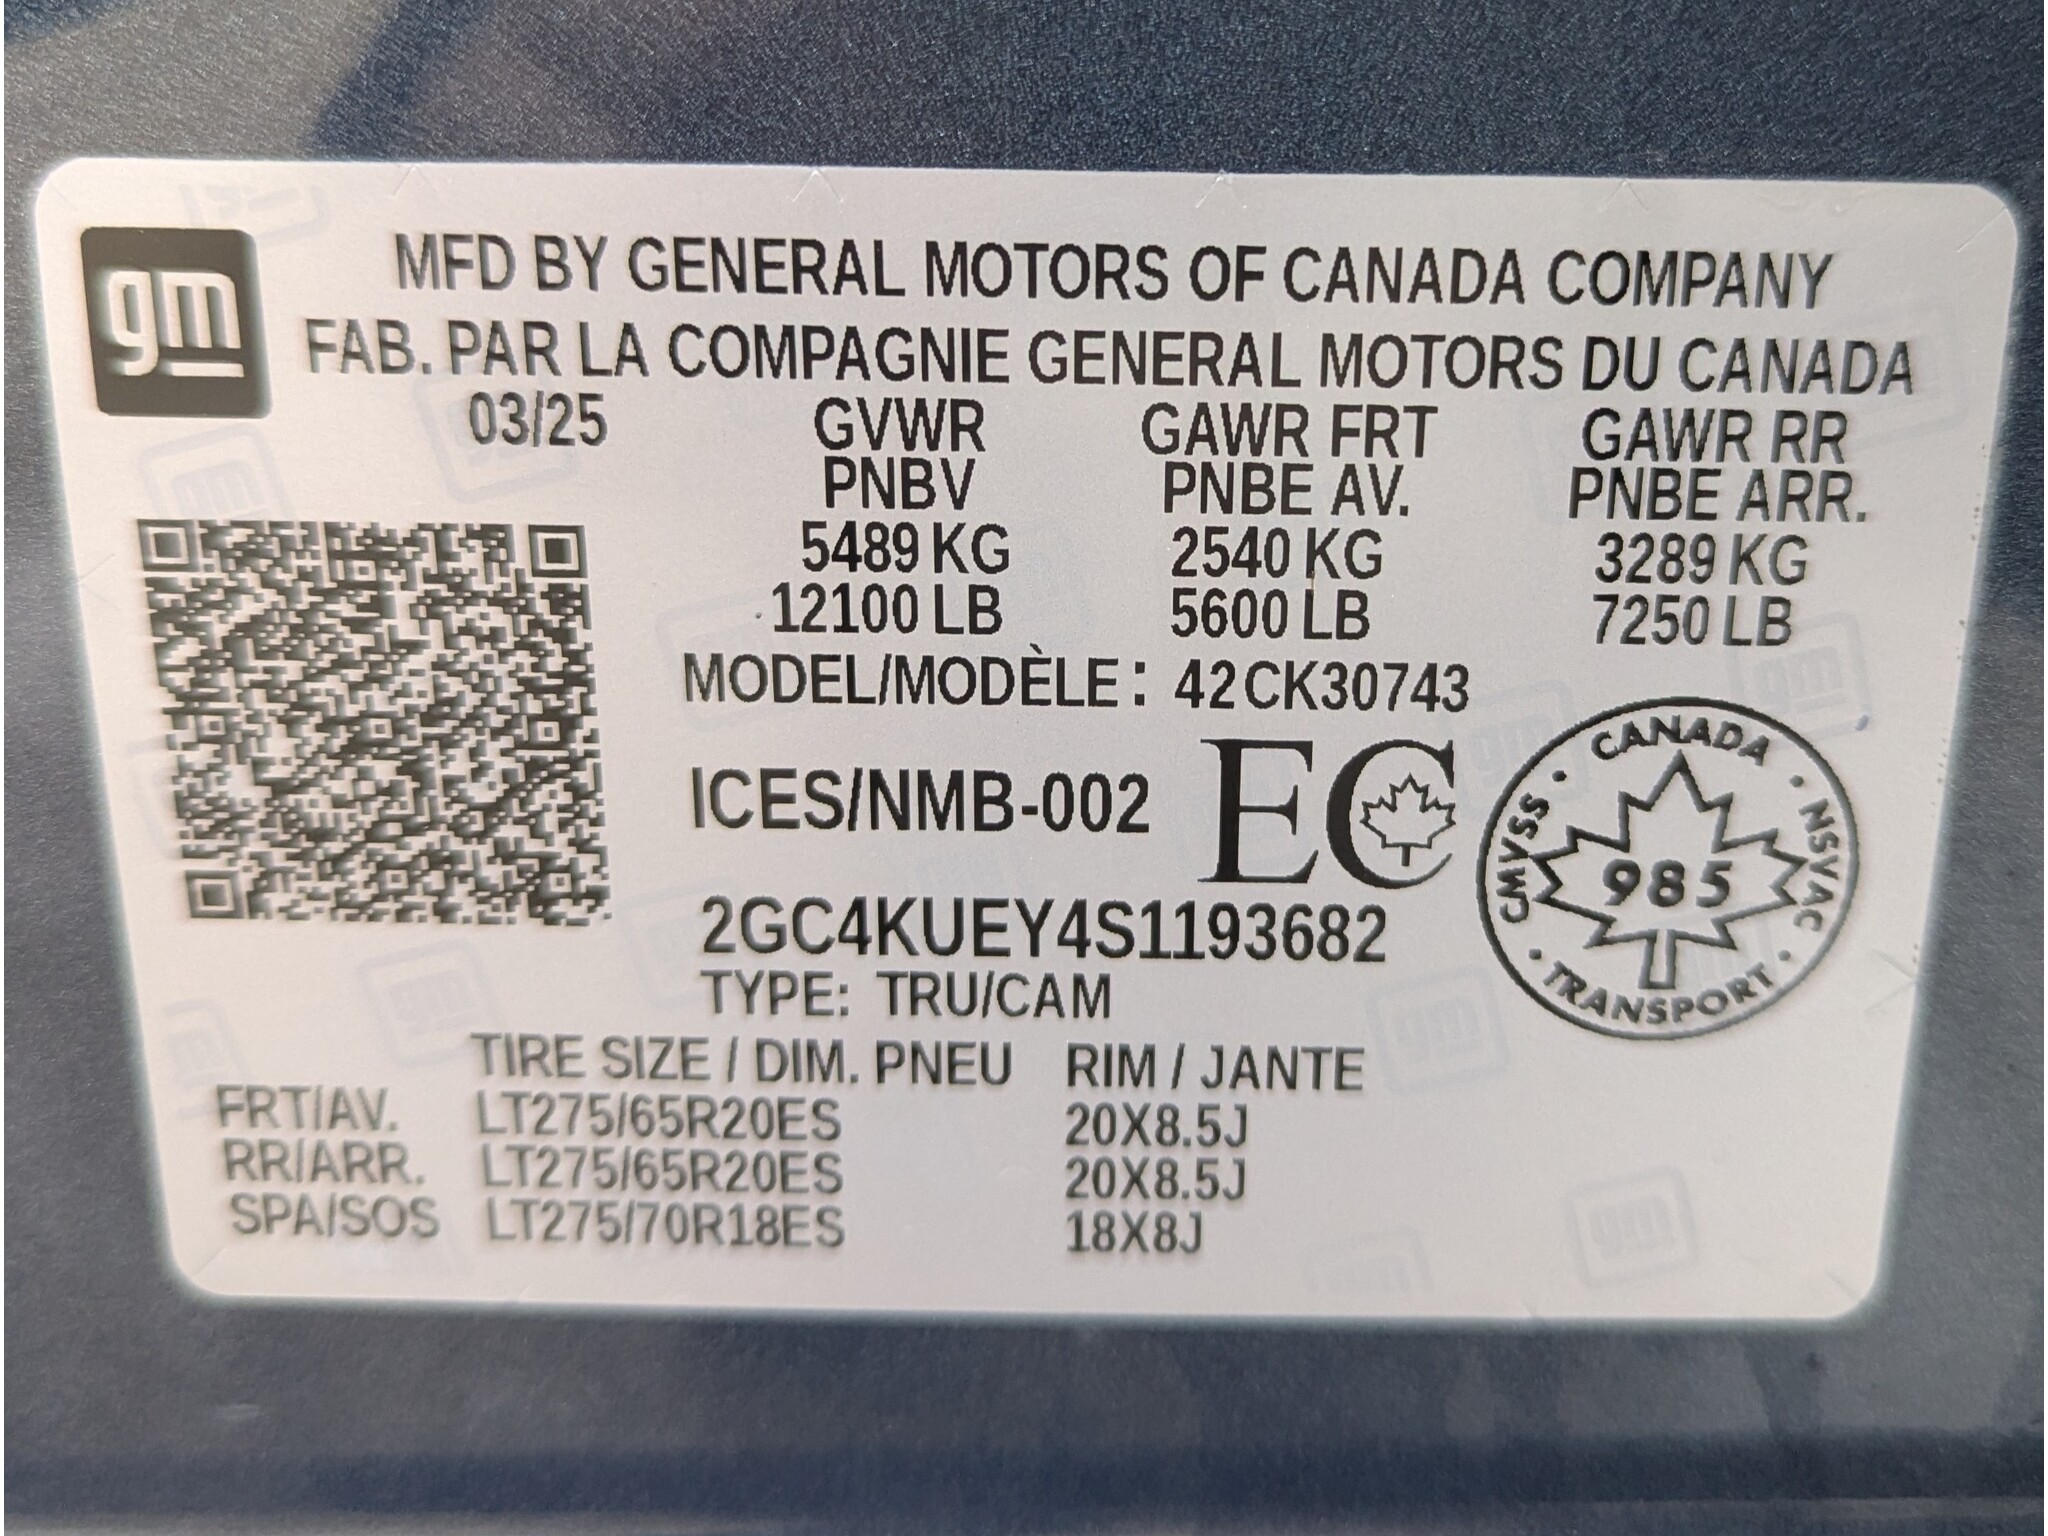 gm
MFD BY GENERAL MOTORS OF CANADA COMPANY
FAB. PAR LA COMPAGNIE GENERAL MOTORS DU CANADA
03/25 GVWR GAWR FRT GAWR RR
PNBV PNBE AV. PNBE ARR.
5489 KG 2540 KG 3289 KG
12100 LB 5600 LB 7250 LB
MODEL/MODÈLE: 42CK30743
ICES/NMB-002 EC
CANADA
CMVSS 985 NSVAC
TRANSPORT
2GC4KUEY4S1193682
TYPE: TRU/CAM
TIRE SIZE / DIM. PNEU RIM / JANTE
FRT/AV. LT275/65R20ES 20X8.5J
RR/ARR. LT275/65R20ES 20X8.5J
SPA/SOS LT275/70R18ES 18X8J